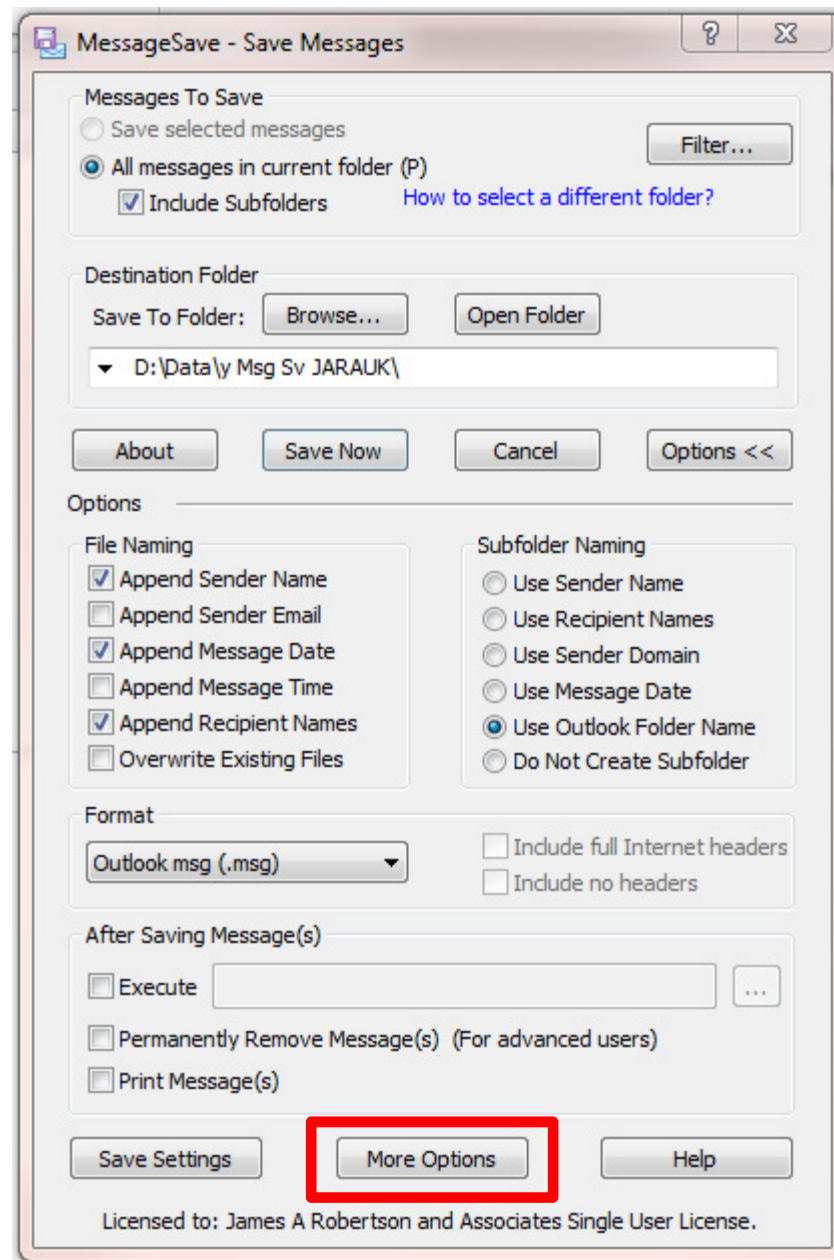 MessageSave - Save Messages
Messages To Save
Save selected messages
Filter...
All messages in current folder (P)
Include Subfolders
How to select a different folder?
Destination Folder
Save To Folder: Browse... Open Folder
D:\Data\y Msg Sv JARAUK\
About Save Now Cancel Options <<
Options
File Naming
Append Sender Name
Append Sender Email
Append Message Date
Append Message Time
Append Recipient Names
Overwrite Existing Files
Subfolder Naming
Use Sender Name
Use Recipient Names
Use Sender Domain
Use Message Date
Use Outlook Folder Name
Do Not Create Subfolder
Format
Outlook msg (.msg)
Include full Internet headers
Include no headers
After Saving Message(s)
Execute ...
Permanently Remove Message(s) (For advanced users)
Print Message(s)
Save Settings More Options Help
Licensed to: James A Robertson and Associates Single User License.